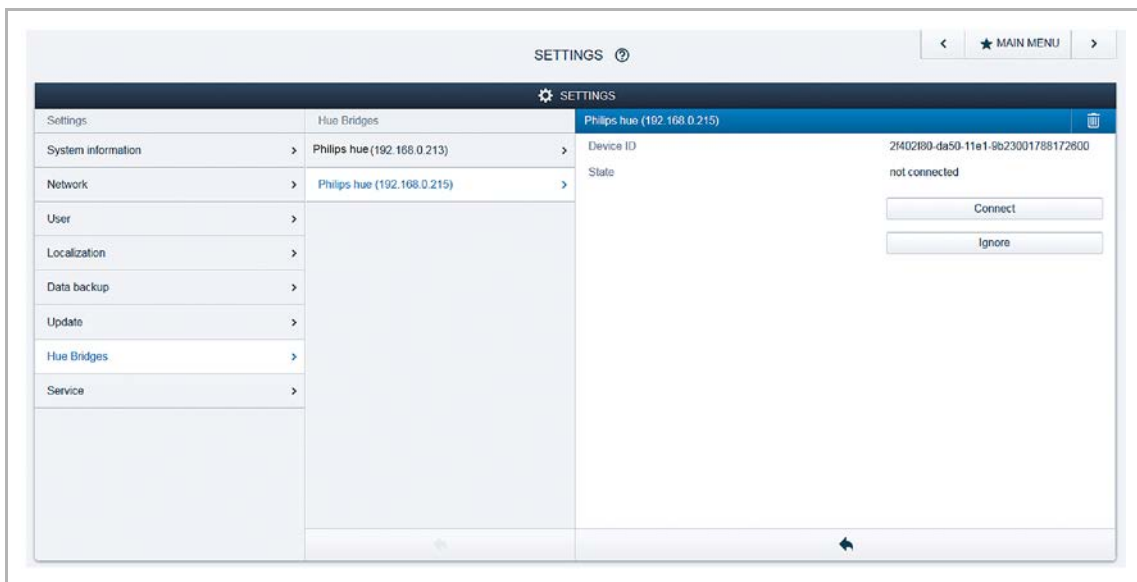 SETTINGS ?
MAIN MENU
SETTINGS
Settings
System information
Network
User
Localization
Data backup
Update
Hue Bridges
Service
Hue Bridges
Philips hue (192.168.0.213)
Philips hue (192.168.0.215)
Philips hue (192.168.0.215)
Device ID
2f402f80-da50-11e1-9b23001788172600
State
not connected
Connect
Ignore